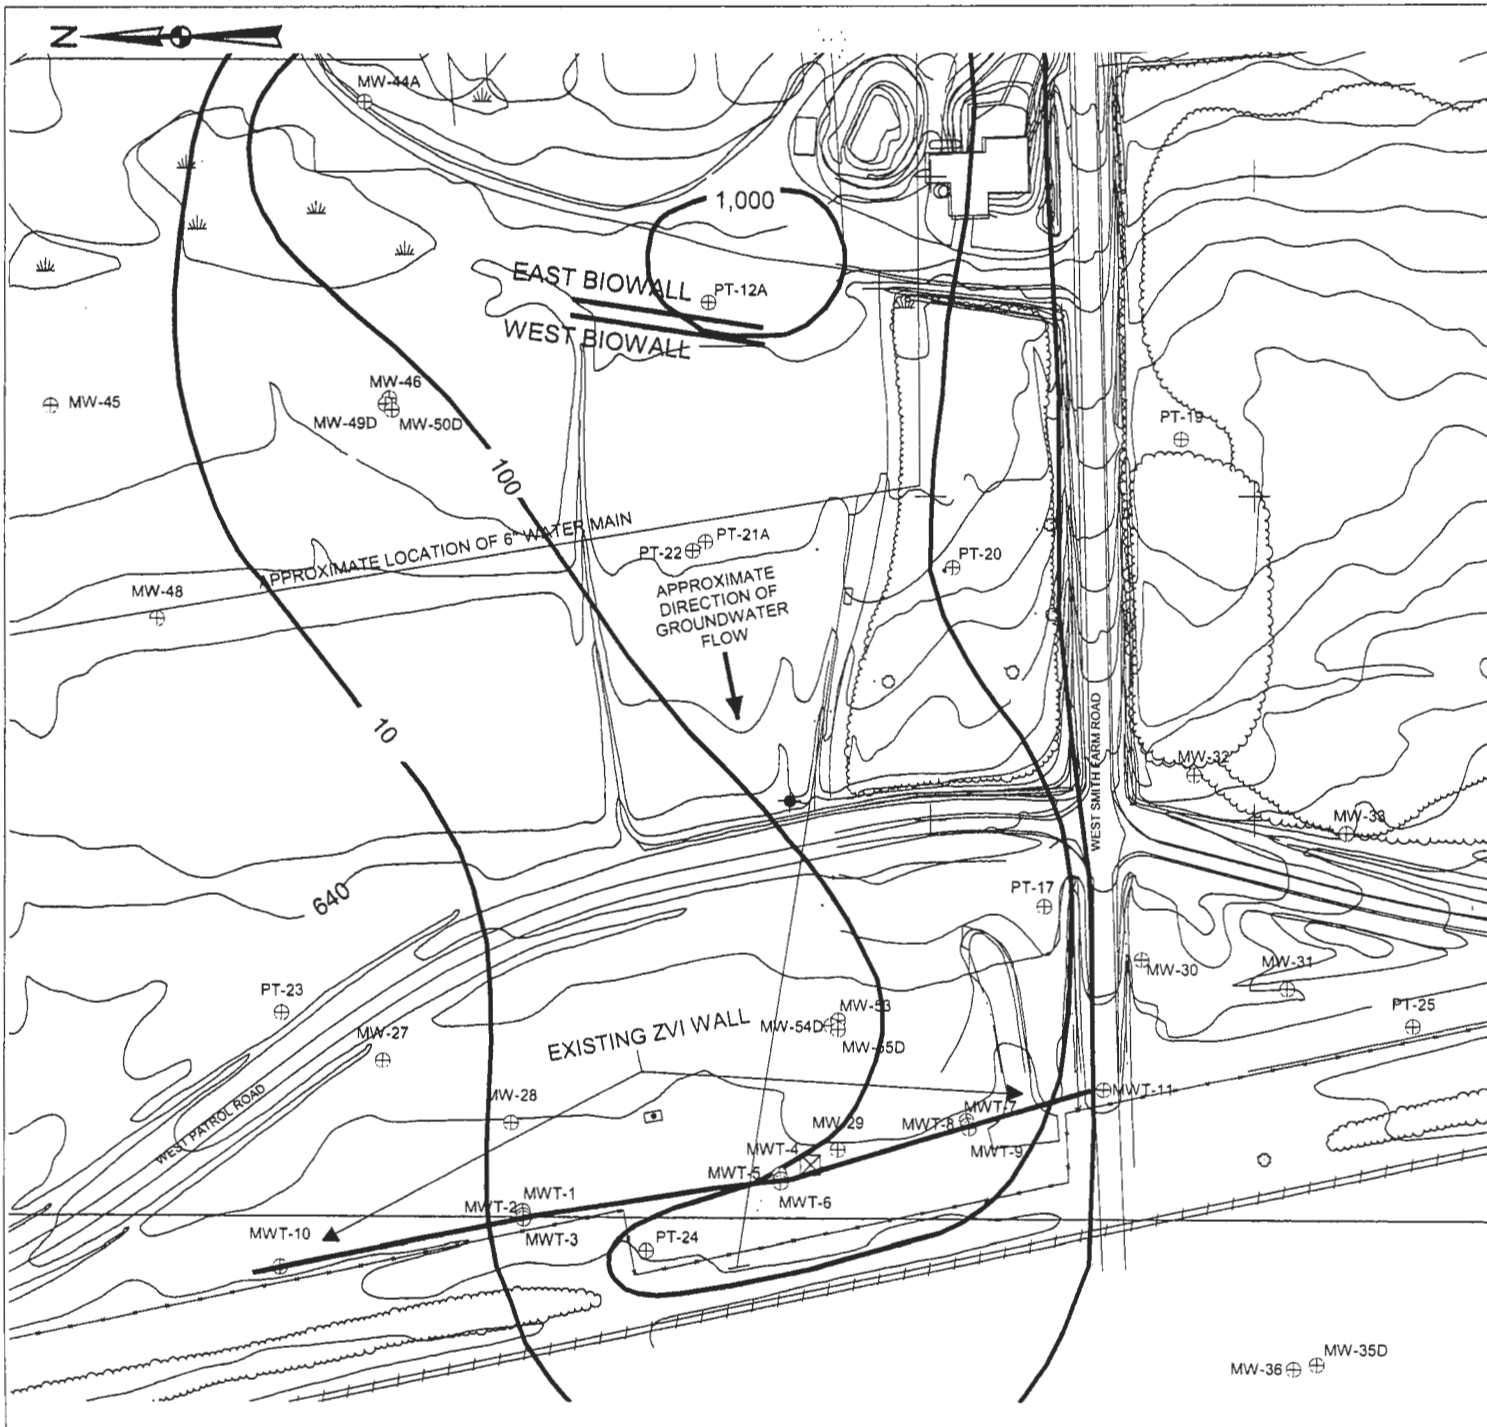 N
MW-44A
1,000
EAST BIOWALL
PT-12A
WEST BIOWALL
MW-46
MW-45
MW-49D
MW-50D
PT-19
100
APPROXIMATE LOCATION OF 6" WATER MAIN
PT-22
PT-21A
PT-20
APPROXIMATE
DIRECTION OF
GROUNDWATER
FLOW
MW-48
10
WEST SMITH FARM ROAD
MW-32
MW-33
640
PT-17
MW-30
MW-31
PT-23
PT-25
MW-27
EXISTING ZVI WALL
MW-53
MW-54D
MW-55D
MW-28
WEST PATROL ROAD
MWT-11
MWT-7
MWT-8
MW-29
MWT-9
MWT-4
MWT-5
MWT-6
MWT-1
MWT-2
MWT-3
MWT-10
PT-24
MW-35D
MW-36